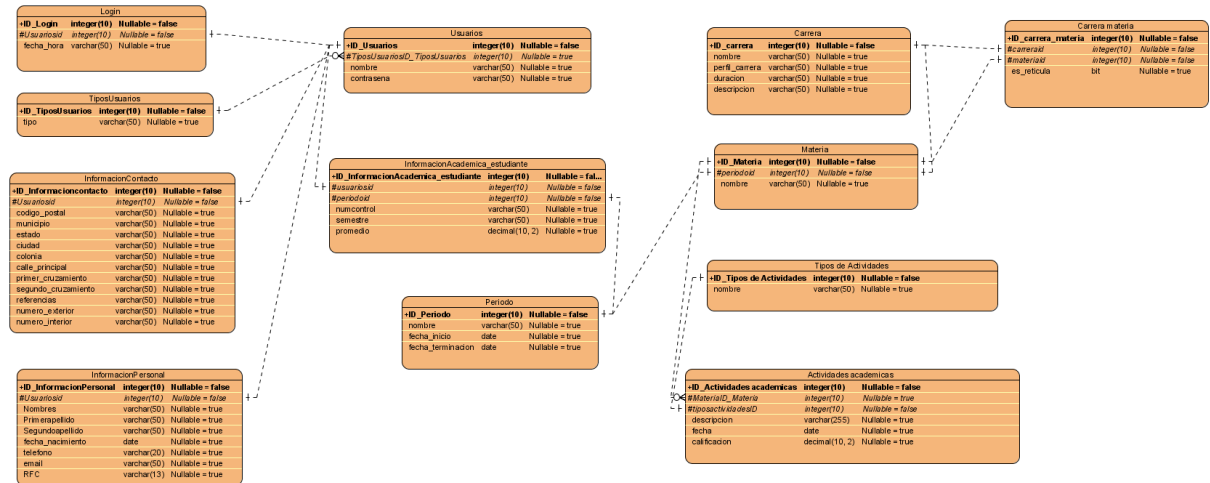 Login
+ID_Login integer(10) Nullable = false
#Usuariosid integer(10) Nullable = false
fecha_hora varchar(50) Nullable = true
TiposUsuarios
+ID_TiposUsuarios integer(10) Nullable = false
tipo varchar(50) Nullable = true
InformacionContacto
+ID_Informacioncontacto integer(10) Nullable = false
#Usuariosid integer(10) Nullable = false
codigo_postal varchar(50) Nullable = true
municipio varchar(50) Nullable = true
estado varchar(50) Nullable = true
ciudad varchar(50) Nullable = true
colonia varchar(50) Nullable = true
calle_principal varchar(50) Nullable = true
primer_cruzamiento varchar(50) Nullable = true
segundo_cruzamiento varchar(50) Nullable = true
referencias varchar(50) Nullable = true
numero_exterior varchar(50) Nullable = true
numero_interior varchar(50) Nullable = true
InformacionPersonal
+ID_InformacionPersonal integer(10) Nullable = false
#Usuariosid integer(10) Nullable = false
Nombres varchar(50) Nullable = true
Primerapellido varchar(50) Nullable = true
Segundoapellido varchar(50) Nullable = true
fecha_nacimiento date Nullable = true
telefono varchar(20) Nullable = true
email varchar(50) Nullable = true
RFC varchar(13) Nullable = true
Usuarios
+ID_Usuarios integer(10) Nullable = false
#TiposUsuariosID_TiposUsuarios integer(10) Nullable = true
nombre varchar(50) Nullable = true
contrasena varchar(50) Nullable = true
InformacionAcademica_estudiante
+ID_InformacionAcademica_estudiante integer(10) Nullable = fal...
#usuariosid integer(10) Nullable = false
#periodoid integer(10) Nullable = false
numcontrol varchar(50) Nullable = true
semestre varchar(50) Nullable = true
promedio decimal(10, 2) Nullable = true
Periodo
+ID_Periodo integer(10) Nullable = false
nombre varchar(50) Nullable = true
fecha_inicio date Nullable = true
fecha_terminacion date Nullable = true
Carrera
+ID_carrera integer(10) Nullable = false
nombre varchar(50) Nullable = true
perfil_carrera varchar(50) Nullable = true
duracion varchar(50) Nullable = true
descripcion varchar(50) Nullable = true
Carrera materia
+ID_carrera_materia integer(10) Nullable = false
#carreraid integer(10) Nullable = false
#materiaid integer(10) Nullable = false
es_reticula bit Nullable = true
Materia
+ID_Materia integer(10) Nullable = false
#periodoid integer(10) Nullable = false
nombre varchar(50) Nullable = true
Tipos de Actividades
+ID_Tipos de Actividades integer(10) Nullable = false
nombre varchar(50) Nullable = true
Actividades academicas
+ID_Actividades academicas integer(10) Nullable = false
#MateriaID_Materia integer(10) Nullable = true
#tiposactividadesID integer(10) Nullable = false
descripcion varchar(255) Nullable = true
fecha date Nullable = true
calificacion decimal(10, 2) Nullable = true